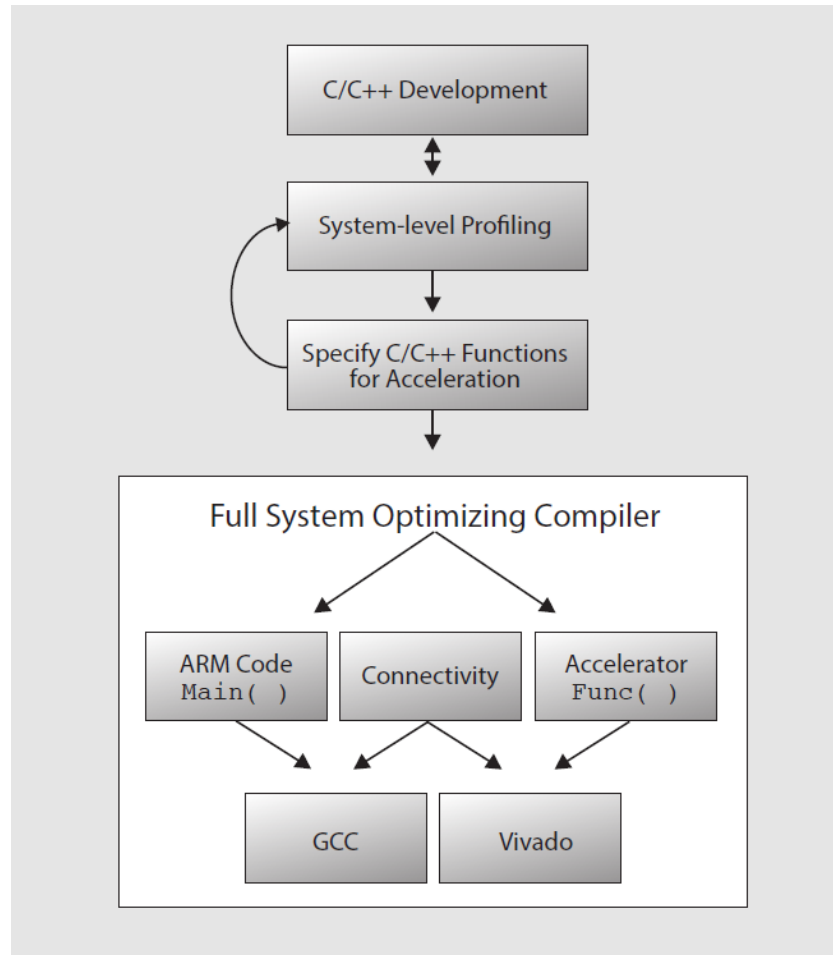 C/C++ Development
System-level Profiling
Specify C/C++ Functions
for Acceleration
Full System Optimizing Compiler
ARM Code
Main( )
Connectivity
Accelerator
Func( )
GCC
Vivado